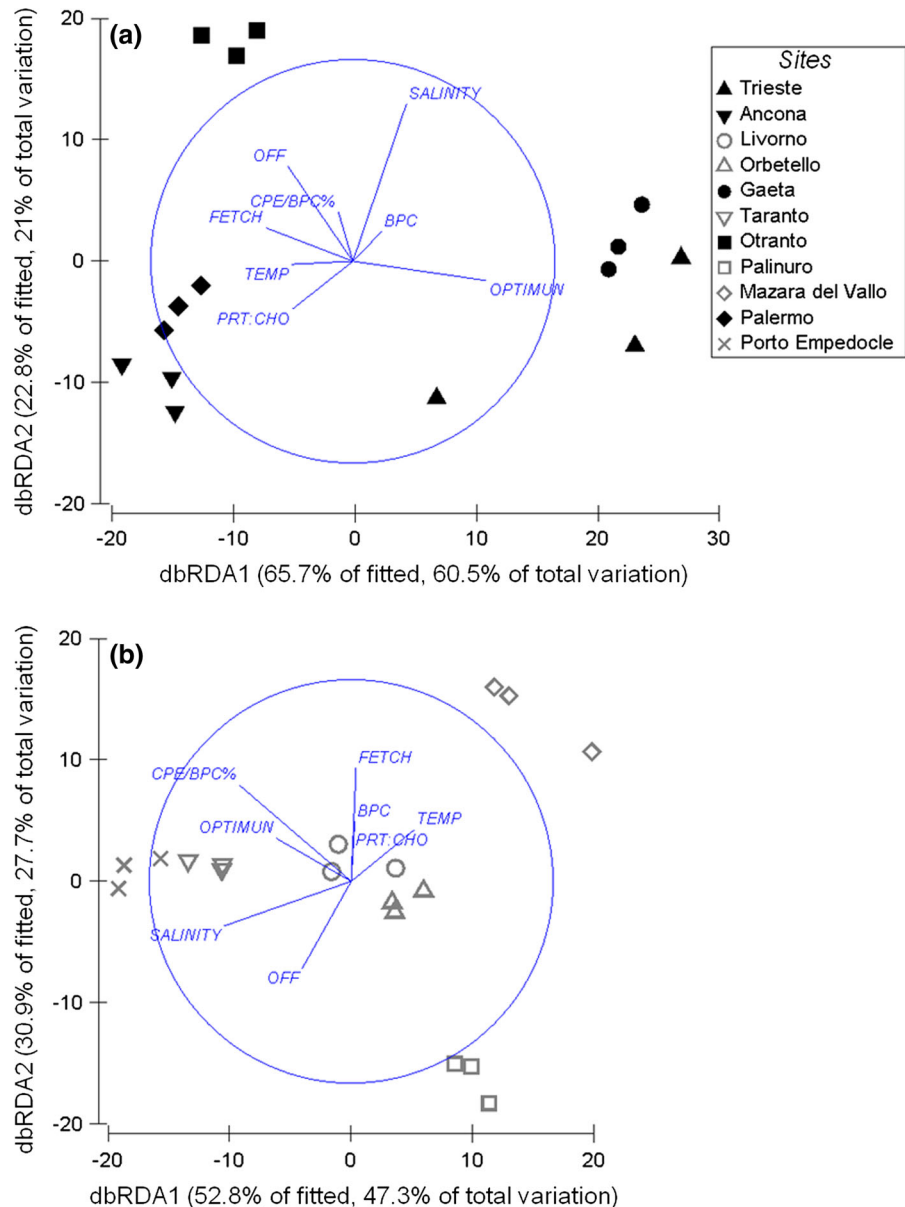 (a)
20
10
0
-10
-20
dbRDA2 (22.8% of fitted, 21% of total variation)
SALINITY
OFF
CPE/BPC%
FETCH
BPC
TEMP
OPTIMUN
PRT:CHO
-20 -10 0 10 20 30
dbRDA1 (65.7% of fitted, 60.5% of total variation)
Sites
Trieste
Ancona
Livorno
Orbetello
Gaeta
Taranto
Otranto
Palinuro
Mazara del Vallo
Palermo
Porto Empedocle
(b)
20
10
0
-10
-20
dbRDA2 (30.9% of fitted, 27.7% of total variation)
FETCH
CPE/BPC%
BPC
TEMP
OPTIMUN
PRT:CHO
SALINITY
OFF
-20 -10 0 10 20
dbRDA1 (52.8% of fitted, 47.3% of total variation)